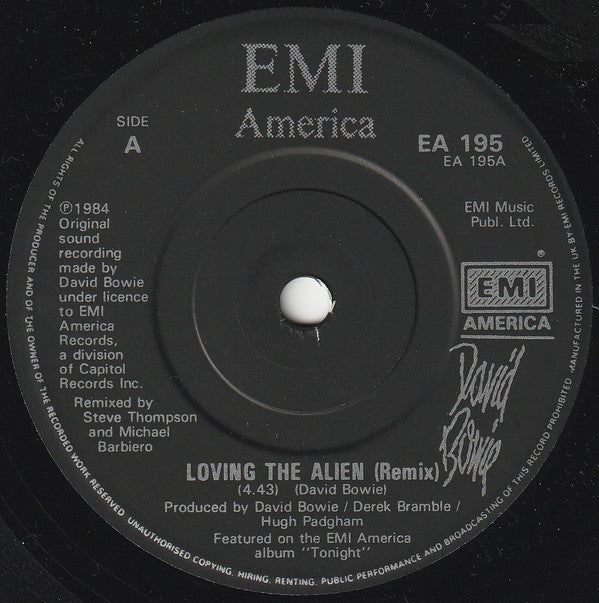 EMI
America
SIDE
A
EA 195
EA 195A
℗1984
Original
sound
recording
made by
David Bowie
under licence
to EMI
America
Records,
a division
of Capitol
Records Inc.
Remixed by
Steve Thompson
and Michael
Barbiero
EMI Music
Publ. Ltd.
®
EMI
AMERICA
David
Bowie
LOVING THE ALIEN (Remix)
(4.43) (David Bowie)
Produced by David Bowie / Derek Bramble /
Hugh Padgham
Featured on the EMI America
album "Tonight"
ALL RIGHTS OF THE PRODUCER AND OF THE OWNER OF THE RECORDED WORK RESERVED. UNAUTHORISED COPYING, HIRING, RENTING, PUBLIC PERFORMANCE AND BROADCASTING OF THIS RECORD PROHIBITED. MANUFACTURED IN THE U.K BY EMI RECORDS LIMITED